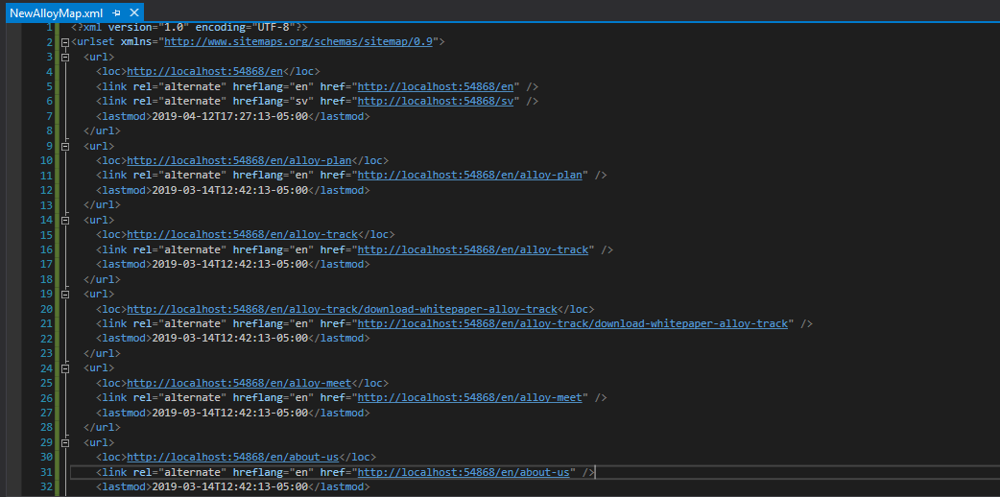 NewAlloyMap.xml
1 <?xml version="1.0" encoding="UTF-8"?>
2 <urlset xmlns="http://www.sitemaps.org/schemas/sitemap/0.9">
3 <url>
4 <loc>http://localhost:54868/en</loc>
5 <link rel="alternate" hreflang="en" href="http://localhost:54868/en" />
6 <link rel="alternate" hreflang="sv" href="http://localhost:54868/sv" />
7 <lastmod>2019-04-12T17:27:13-05:00</lastmod>
8 </url>
9 <url>
10 <loc>http://localhost:54868/en/alloy-plan</loc>
11 <link rel="alternate" hreflang="en" href="http://localhost:54868/en/alloy-plan" />
12 <lastmod>2019-03-14T12:42:13-05:00</lastmod>
13 </url>
14 <url>
15 <loc>http://localhost:54868/en/alloy-track</loc>
16 <link rel="alternate" hreflang="en" href="http://localhost:54868/en/alloy-track" />
17 <lastmod>2019-03-14T12:42:13-05:00</lastmod>
18 </url>
19 <url>
20 <loc>http://localhost:54868/en/alloy-track/download-whitepaper-alloy-track</loc>
21 <link rel="alternate" hreflang="en" href="http://localhost:54868/en/alloy-track/download-whitepaper-alloy-track" />
22 <lastmod>2019-03-14T12:42:13-05:00</lastmod>
23 </url>
24 <url>
25 <loc>http://localhost:54868/en/alloy-meet</loc>
26 <link rel="alternate" hreflang="en" href="http://localhost:54868/en/alloy-meet" />
27 <lastmod>2019-03-14T12:42:13-05:00</lastmod>
28 </url>
29 <url>
30 <loc>http://localhost:54868/en/about-us</loc>
31 <link rel="alternate" hreflang="en" href="http://localhost:54868/en/about-us" />
32 <lastmod>2019-03-14T12:42:13-05:00</lastmod>